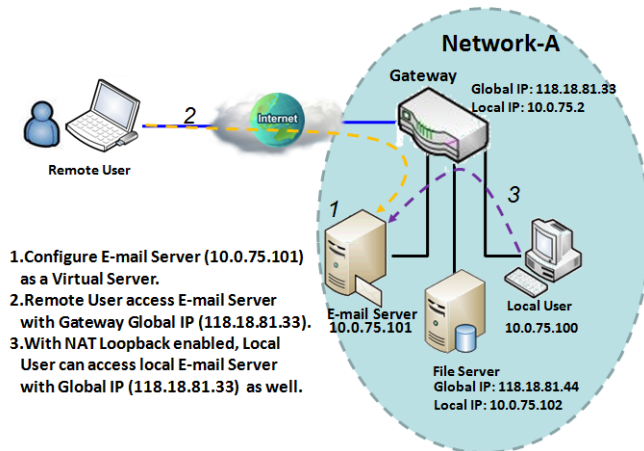 Network-A
Gateway
Global IP: 118.18.81.33
Local IP: 10.0.75.2
2
Internet
Remote User
1
3
E-mail Server
10.0.75.101
Local User
10.0.75.100
File Server
Global IP: 118.18.81.44
Local IP: 10.0.75.102
1.Configure E-mail Server (10.0.75.101)
as a Virtual Server.
2.Remote User access E-mail Server
with Gateway Global IP (118.18.81.33).
3.With NAT Loopback enabled, Local
User can access local E-mail Server
with Global IP (118.18.81.33) as well.